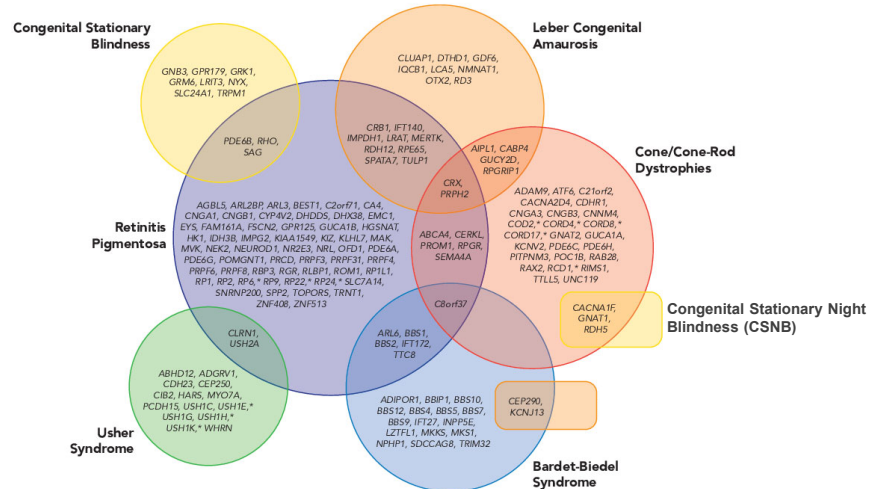 Congenital Stationary
Blindness
GNB3, GPR179, GRK1,
GRM6, LRIT3, NYX,
SLC24A1, TRPM1
PDE6B, RHO,
SAG
Leber Congenital
Amaurosis
CLUAP1, DTHD1, GDF6,
IQCB1, LCA5, NMNAT1,
OTX2, RD3
CRB1, IFT140,
IMPDH1, LRAT, MERTK,
RDH12, RPE65,
SPATA7, TULP1
AIPL1, CABP4
GUCY2D,
RPGRIP1
CRX,
PRPH2
Cone/Cone-Rod
Dystrophies
ADAM9, ATF6, C21orf2,
CACNA2D4, CDHR1,
CNGA3, CNGB3, CNNM4,
COD2,* CORD4,* CORD8,*
CORD17,* GNAT2, GUCA1A,
KCNV2, PDE6C, PDE6H,
PITPNM3, POC1B, RAB28,
RAX2, RCD1,* RIMS1,
TTLL5, UNC119
Retinitis
Pigmentosa
AGBL5, ARL2BP, ARL3, BEST1, C2orf71, CA4,
CNGA1, CNGB1, CYP4V2, DHDDS, DHX38, EMC1,
EYS, FAM161A, FSCN2, GPR125, GUCA1B, HGSNAT,
HK1, IDH3B, IMPG2, KIAA1549, KIZ, KLHL7, MAK,
MVK, NEK2, NEUROD1, NR2E3, NRL, OFD1, PDE6A,
PDE6G, POMGNT1, PRCD, PRPF3, PRPF31, PRPF4,
PRPF6, PRPF8, RBP3, RGR, RLBP1, ROM1, RP1L1,
RP1, RP2, RP6,* RP9, RP22,* RP24,* SLC7A14,
SNRNP200, SPP2, TOPORS, TRNT1,
ZNF408, ZNF513
ABCA4, CERKL,
PROM1, RPGR,
SEMA4A
C8orf37
CACNA1F,
GNAT1,
RDH5
Congenital Stationary Night
Blindness (CSNB)
CLRN1,
USH2A
ARL6, BBS1,
BBS2, IFT172,
TTC8
ABHD12, ADGRV1,
CDH23, CEP250,
CIB2, HARS, MYO7A,
PCDH15, USH1C, USH1E,*
USH1G, USH1H,*
USH1K,* WHRN
Usher
Syndrome
ADIPOR1, BBIP1, BBS10,
BBS12, BBS4, BBS5, BBS7,
BBS9, IFT27, INPP5E,
LZTFL1, MKKS, MKS1,
NPHP1, SDCCAG8, TRIM32
CEP290,
KCNJ13
Bardet-Biedel
Syndrome